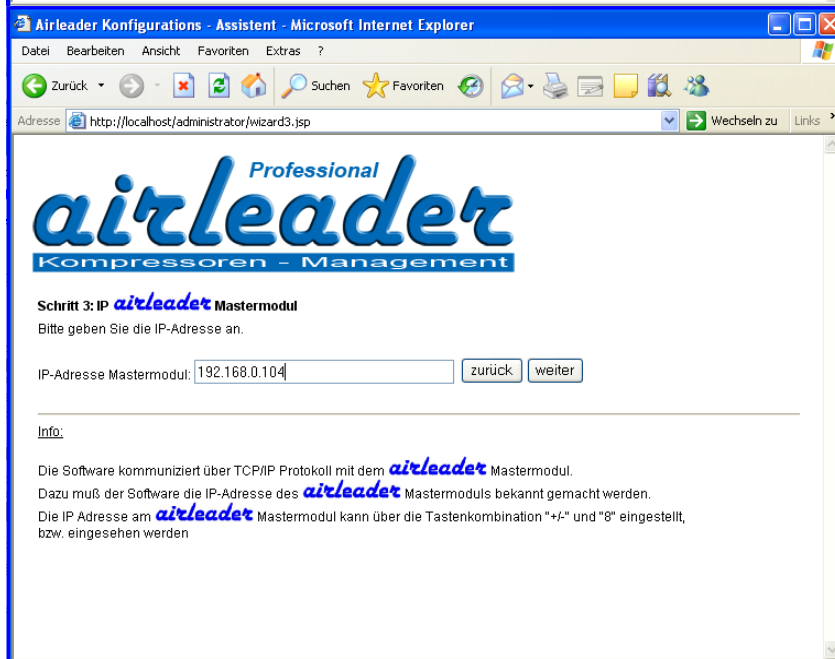 Airleader Konfigurations - Assistent - Microsoft Internet Explorer
Datei Bearbeiten Ansicht Favoriten Extras ?
Zurück Suchen Favoriten
Adresse http://localhost/administrator/wizard3.jsp Wechseln zu Links
Professional
airleader
Kompressoren - Management
Schritt 3: IP airleader Mastermodul
Bitte geben Sie die IP-Adresse an.
IP-Adresse Mastermodul: 192.168.0.104 zurück weiter
Info:
Die Software kommuniziert über TCP/IP Protokoll mit dem airleader Mastermodul.
Dazu muß der Software die IP-Adresse des airleader Mastermoduls bekannt gemacht werden.
Die IP Adresse am airleader Mastermodul kann über die Tastenkombination "+/-" und "8" eingestellt,
bzw. eingesehen werden